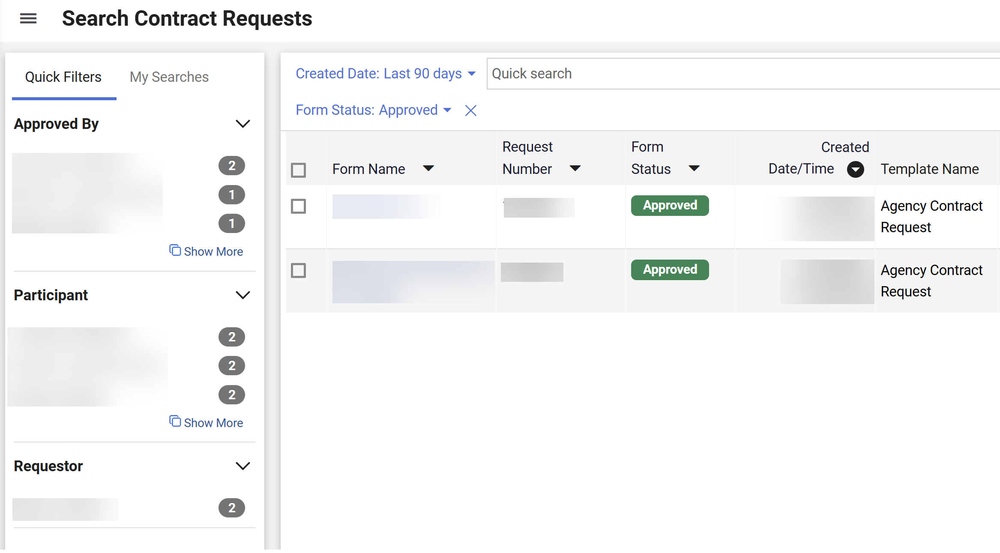 Search Contract Requests
Quick Filters
My Searches
Approved By
2
1
1
Show More
Participant
2
2
2
Show More
Requestor
2
Created Date: Last 90 days
Quick search
Form Status: Approved
Form Name
Request
Number
Form
Status
Created
Date/Time
Template Name
Approved
Agency Contract
Request
Approved
Agency Contract
Request